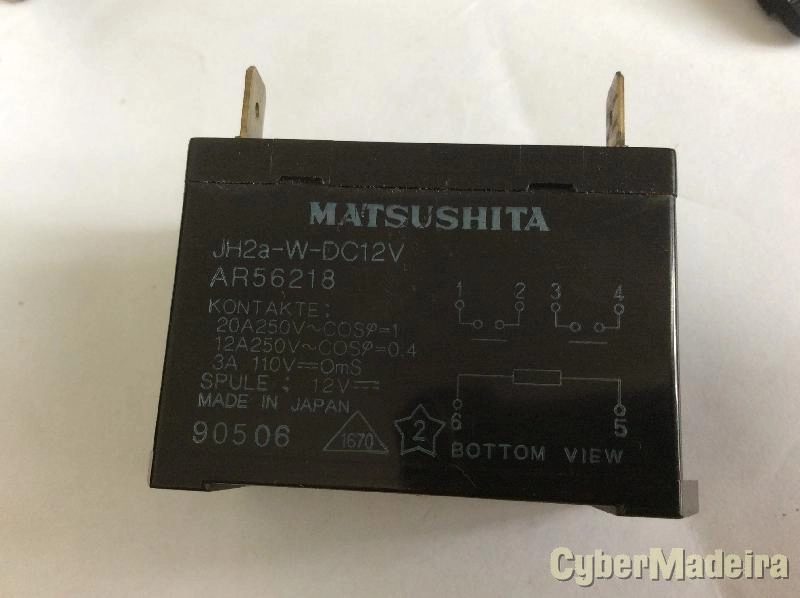 MATSUSHITA
JH2a-W-DC12V
AR56218
KONTAKTE:
20A250V~COSφ=1
12A250V~COSφ=0.4
3A 110V⎓0mS
SPULE: 12V⎓
MADE IN JAPAN
90506
1670
2
1 2 3 4
6 5
BOTTOM VIEW
CyberMadeira